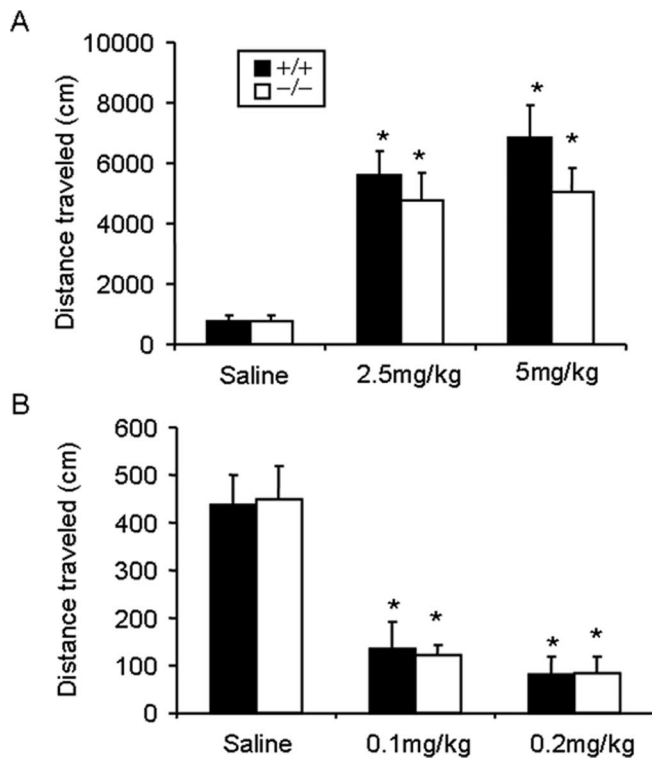 A
Distance traveled (cm)
10000
8000
6000
4000
2000
0
+/+
−/−
*
*
*
*
Saline
2.5mg/kg
5mg/kg
B
Distance traveled (cm)
600
500
400
300
200
100
0
*
*
*
*
Saline
0.1mg/kg
0.2mg/kg